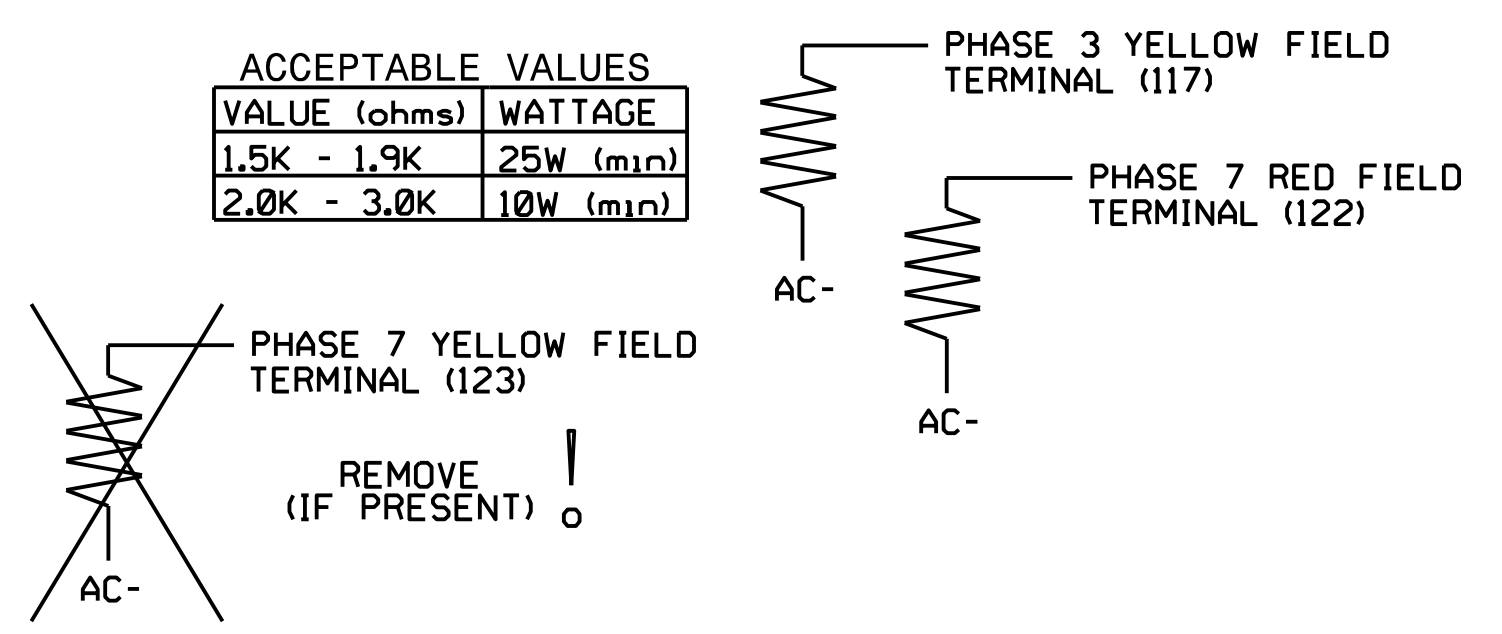 ACCEPTABLE VALUES
VALUE (ohms) WATTAGE
1.5K - 1.9K 25W (min)
2.0K - 3.0K 10W (min)
PHASE 3 YELLOW FIELD
TERMINAL (117)
AC-
PHASE 7 RED FIELD
TERMINAL (122)
AC-
PHASE 7 YELLOW FIELD
TERMINAL (123)
REMOVE
(IF PRESENT) !
AC-